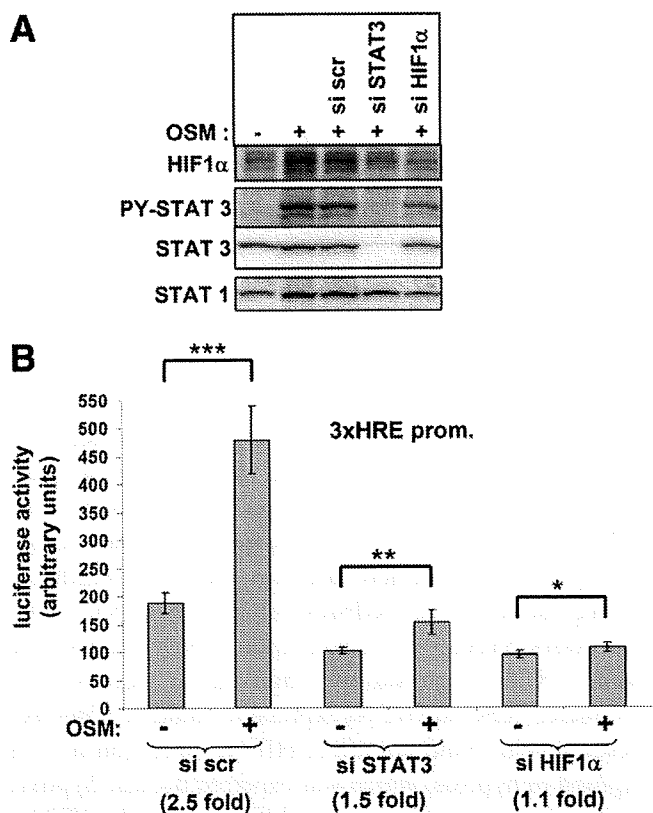 A
si scr
si STAT3
si HIF1α
OSM : - + + + +
HIF1α
PY-STAT 3
STAT 3
STAT 1
B
***
550
500
450
400
350
300
250
200
150
100
50
0
luciferase activity
(arbitrary units)
3xHRE prom.
**
*
OSM: - + - + - +
si scr si STAT3 si HIF1α
(2.5 fold) (1.5 fold) (1.1 fold)